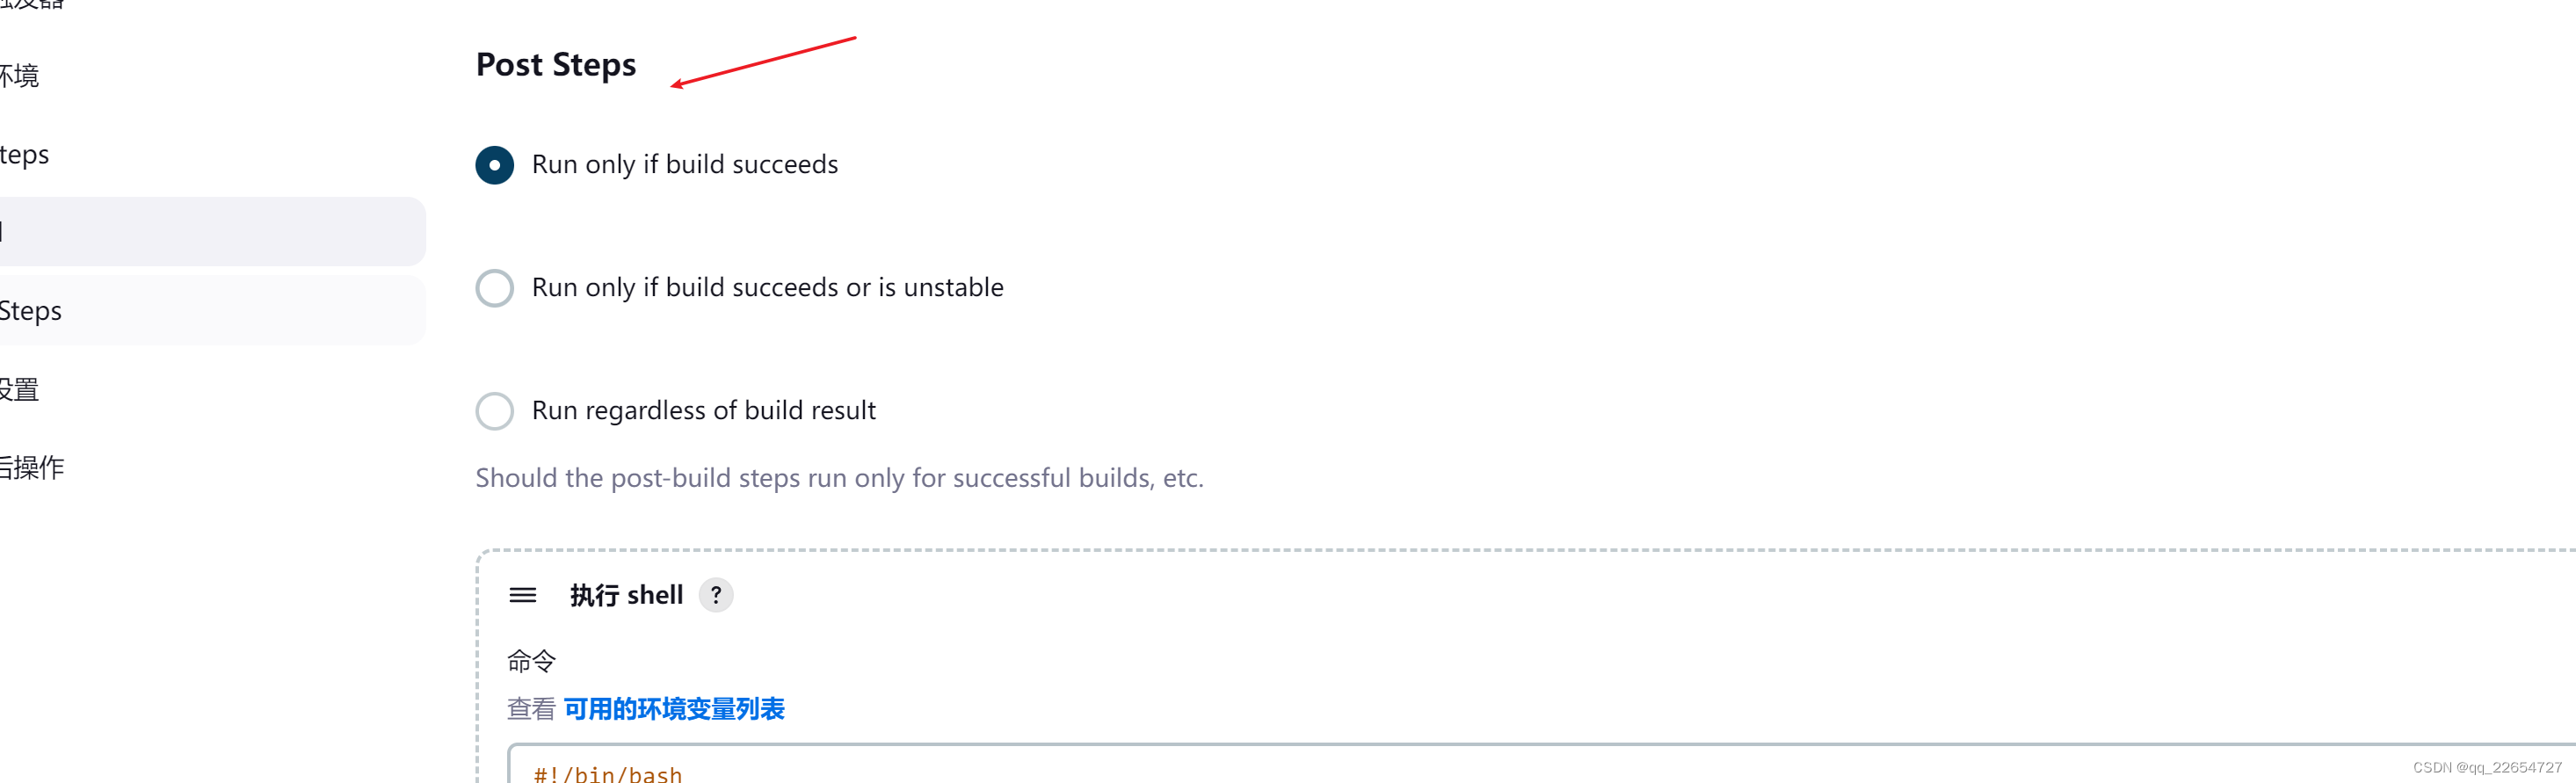 环境
teps
Steps
设置
后操作
Post Steps
Run only if build succeeds
Run only if build succeeds or is unstable
Run regardless of build result
Should the post-build steps run only for successful builds, etc.
执行 shell ?
命令
查看 可用的环境变量列表
#!/bin/bash
CSDN @qq_22654727